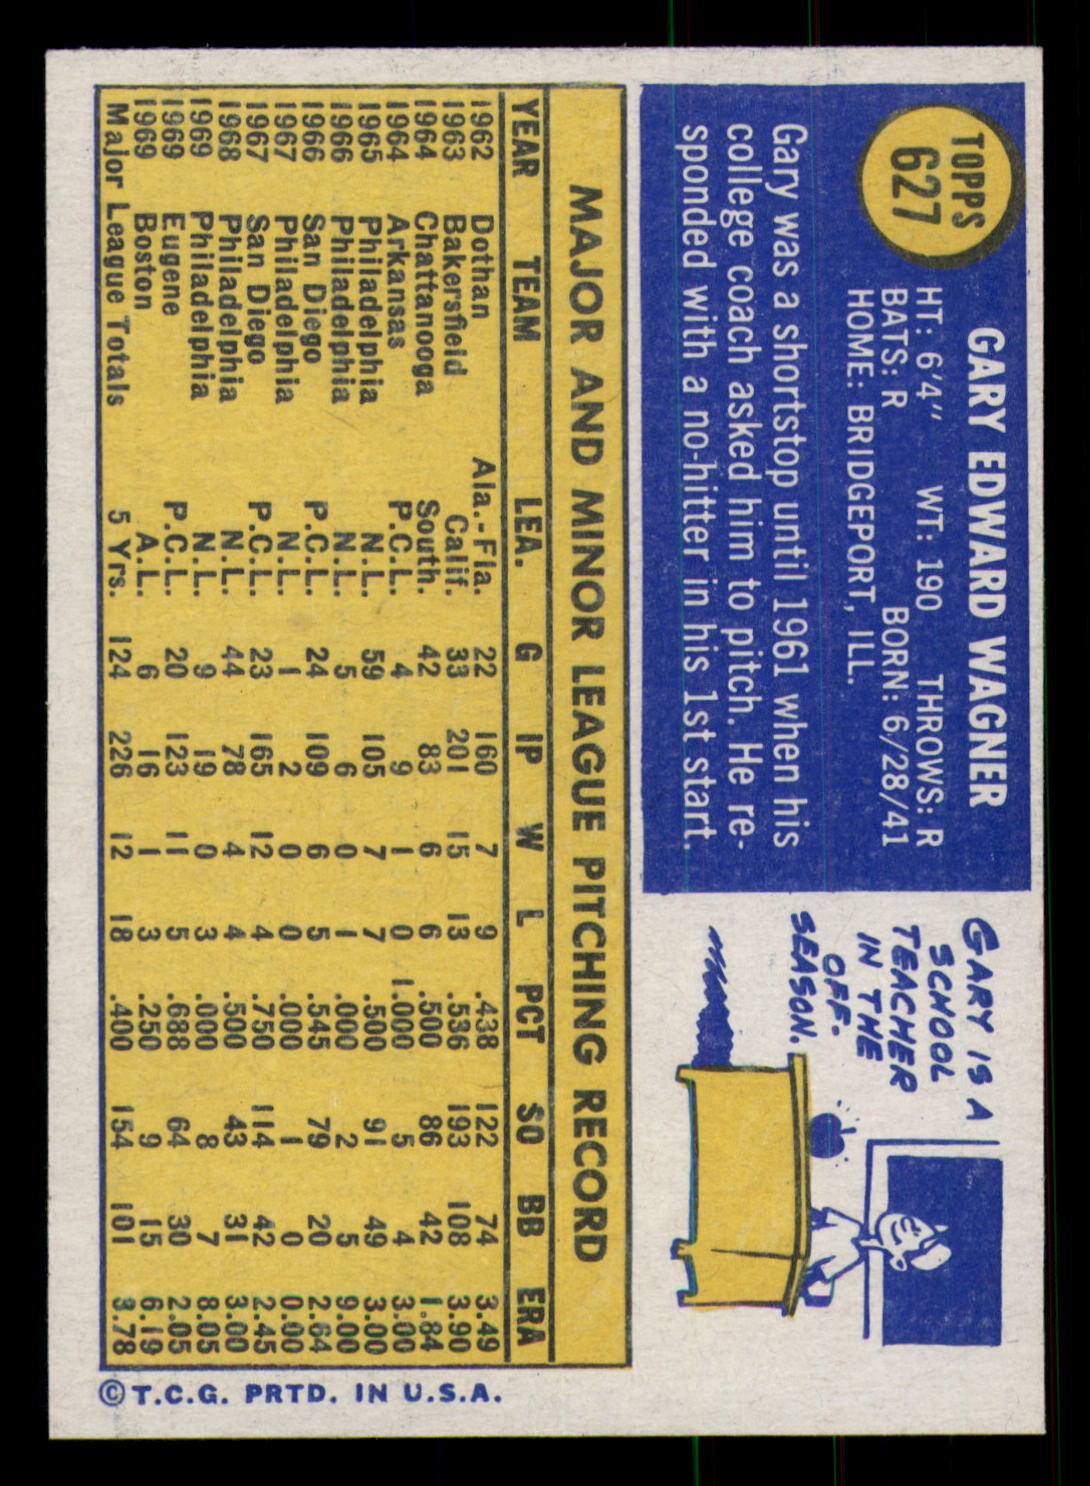 TOPPS
627
GARY EDWARD WAGNER
HT: 6'4" WT: 190 THROWS: R
BATS: R BORN: 6/28/41
HOME: BRIDGEPORT, ILL.
Gary was a shortstop until 1961 when his
college coach asked him to pitch. He re-
sponded with a no-hitter in his 1st start.
GARY IS A
SCHOOL
TEACHER
IN THE
OFF-
SEASON.
MAJOR AND MINOR LEAGUE PITCHING RECORD
YEAR TEAM LEA. G IP W L PCT SO BB ERA
1962 Dothan Ala.-Fla. 22 160 7 9 .438 122 74 3.49
1963 Bakersfield Calif. 33 201 15 13 .536 193 108 3.90
1964 Chattanooga South. 42 83 6 6 .500 86 42 1.84
1964 Arkansas P.C.L. 4 9 1 0 1.000 5 4 3.00
1965 Philadelphia N.L. 59 105 7 7 .500 91 49 3.00
1966 Philadelphia N.L. 5 6 0 1 .000 2 5 9.00
1966 San Diego P.C.L. 24 109 6 5 .545 79 20 2.64
1967 Philadelphia N.L. 1 2 0 0 .000 1 0 0.00
1967 San Diego P.C.L. 23 165 12 4 .750 114 42 2.45
1968 Philadelphia N.L. 44 78 4 4 .500 43 31 3.00
1969 Philadelphia N.L. 9 19 0 3 .000 8 7 8.05
1969 Eugene P.C.L. 20 123 11 5 .688 64 30 2.05
1969 Boston A.L. 6 16 1 3 .250 9 15 6.19
Major League Totals 5 Yrs. 124 226 12 18 .400 154 101 3.78
© T.C.G. PRTD. IN U.S.A.